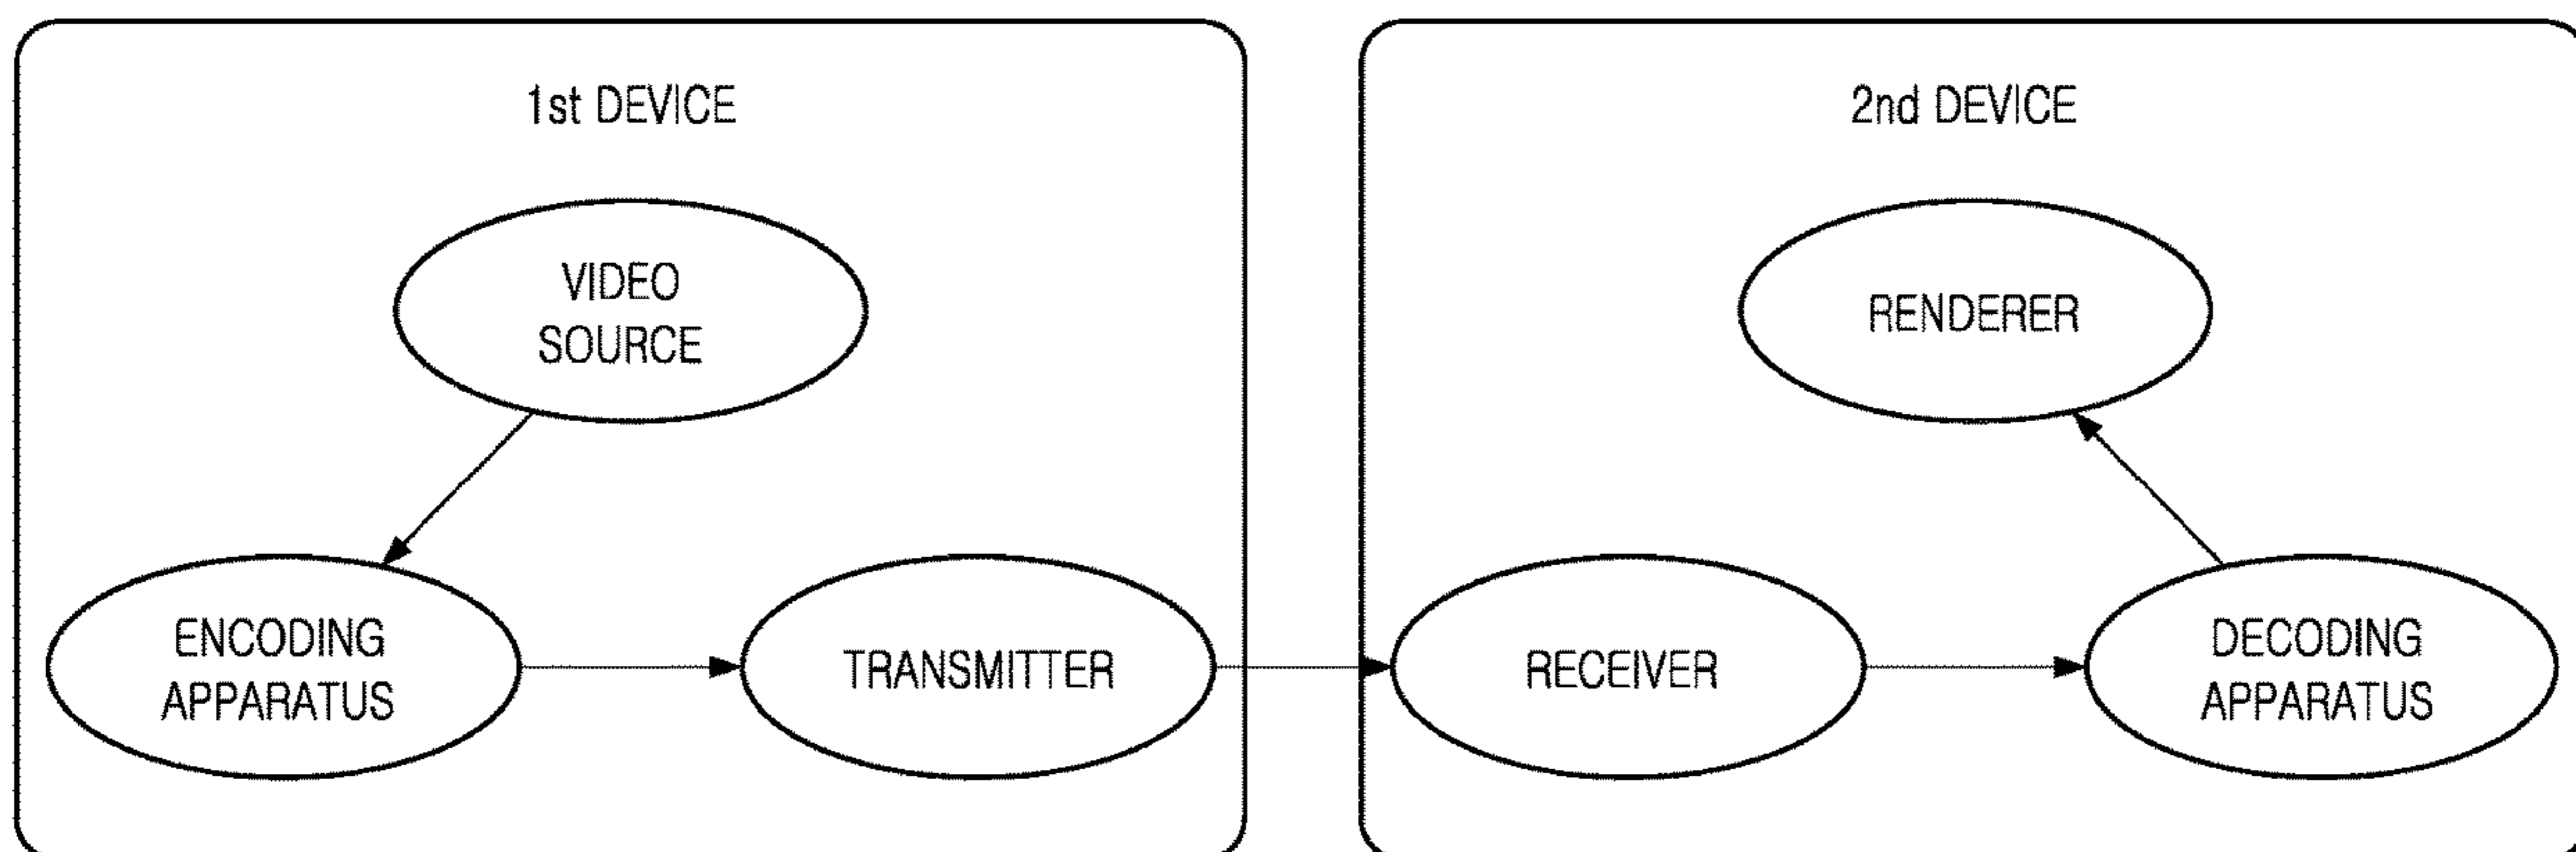 1st DEVICE
VIDEO
SOURCE
ENCODING
APPARATUS
TRANSMITTER
2nd DEVICE
RENDERER
RECEIVER
DECODING
APPARATUS